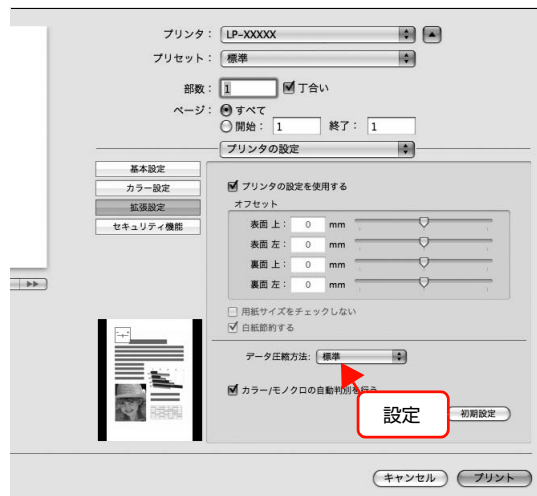 プリンタ： LP-XXXXX
プリセット： 標準
部数： 1 丁合い
ページ： すべて
開始： 1 終了： 1
プリンタの設定
基本設定
カラー設定
拡張設定
セキュリティ機能
プリンタの設定を使用する
オフセット
表面 上： 0 mm
表面 左： 0 mm
裏面 上： 0 mm
裏面 左： 0 mm
用紙サイズをチェックしない
白紙節約する
データ圧縮方法： 標準
カラー/モノクロの自動判別を行う
設定
初期設定
キャンセル プリント